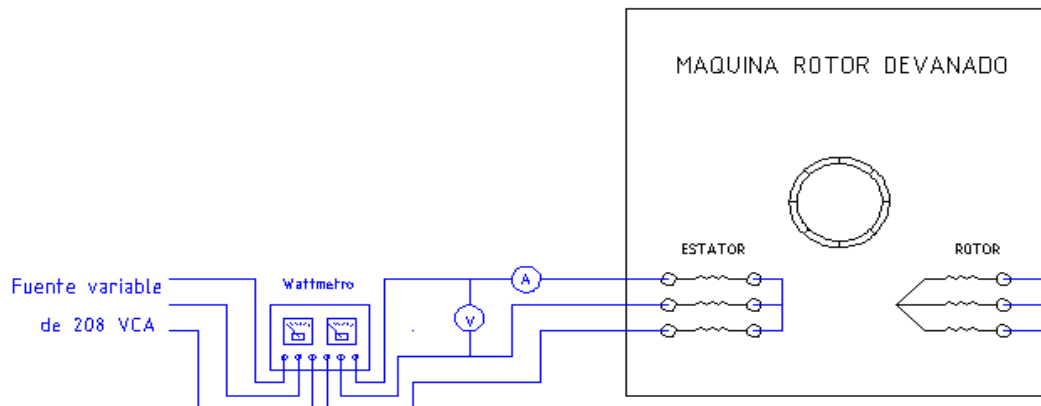 MAQUINA ROTOR DEVANADO
ESTATOR
ROTOR
Fuente variable
de 208 VCA
Wattmetro
A
V